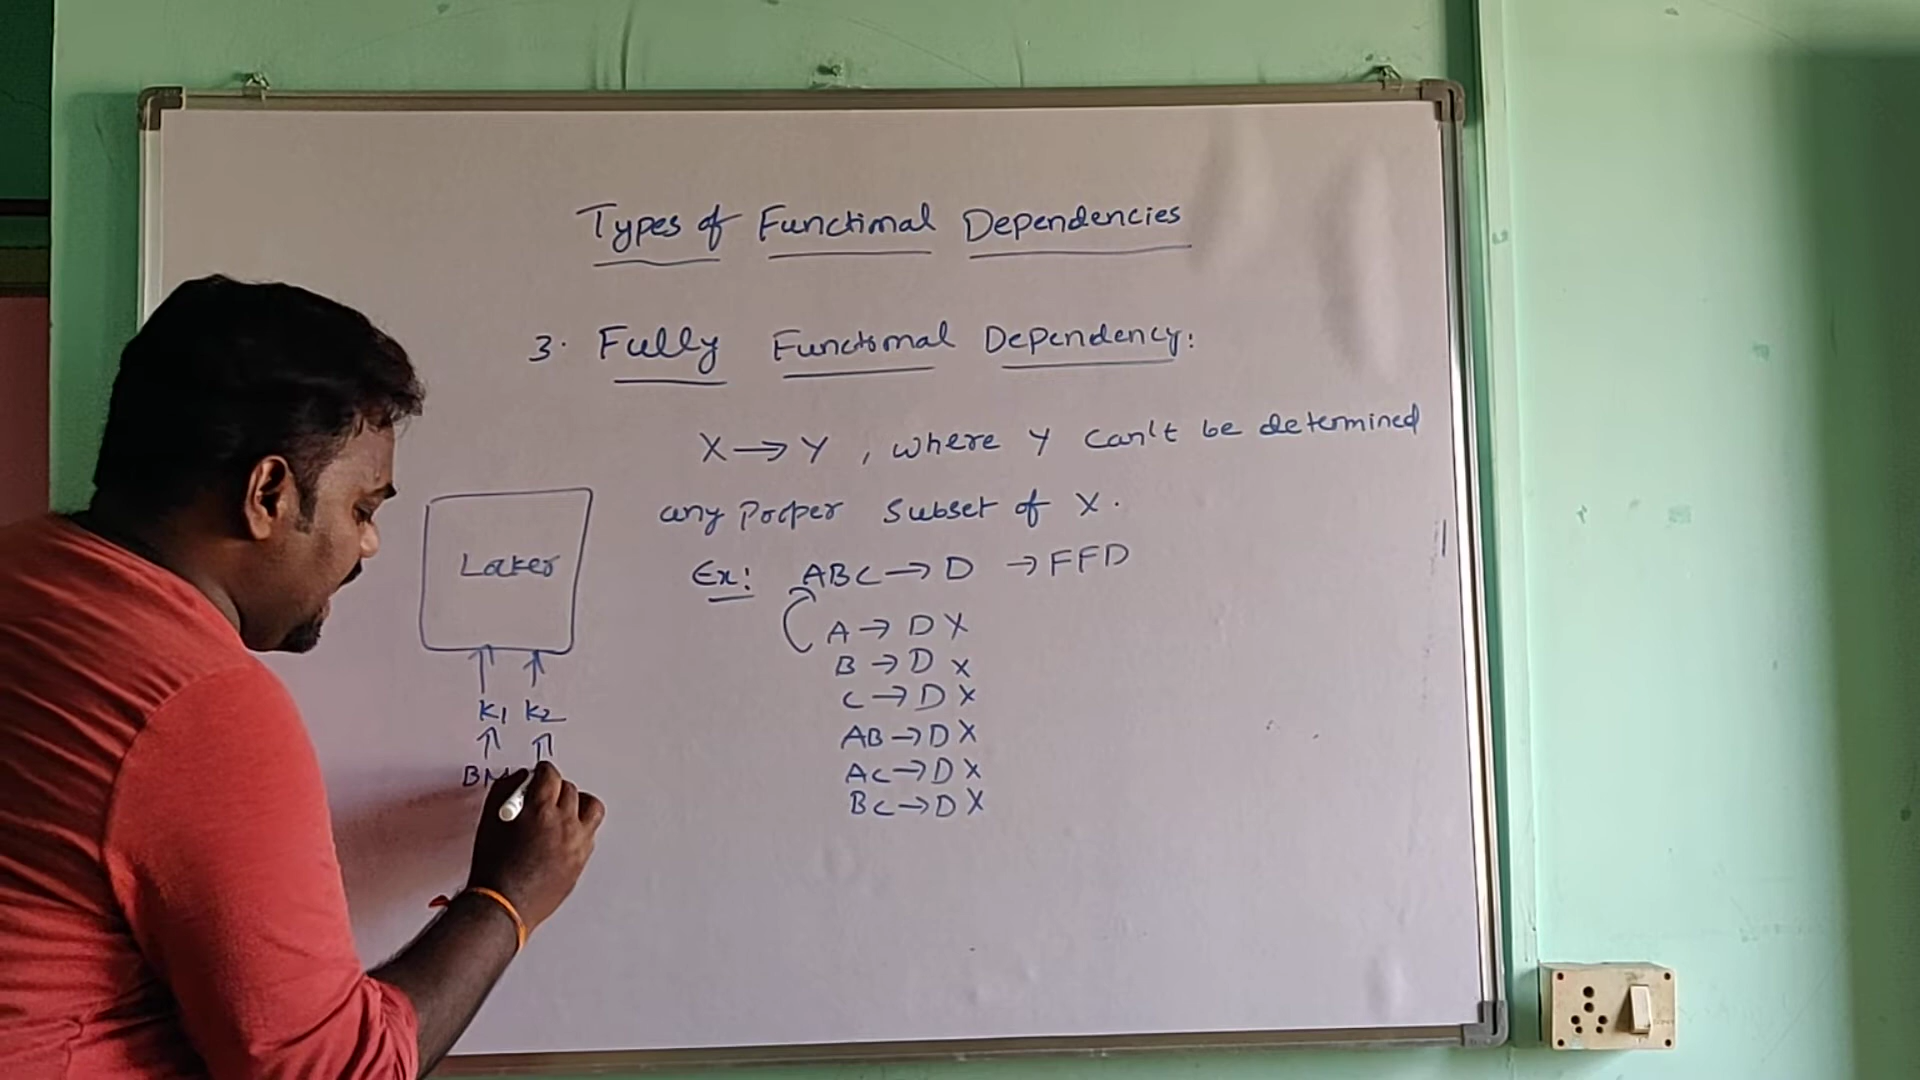 Types of Functional Dependencies
3. Fully Functional Dependency:
X → Y , where Y can't be determined
any porper subset of X.
Ex: ABC → D → FFD
A → D X
B → D X
C → D X
AB → D X
AC → D X
BC → D X
Locker
K1 K2